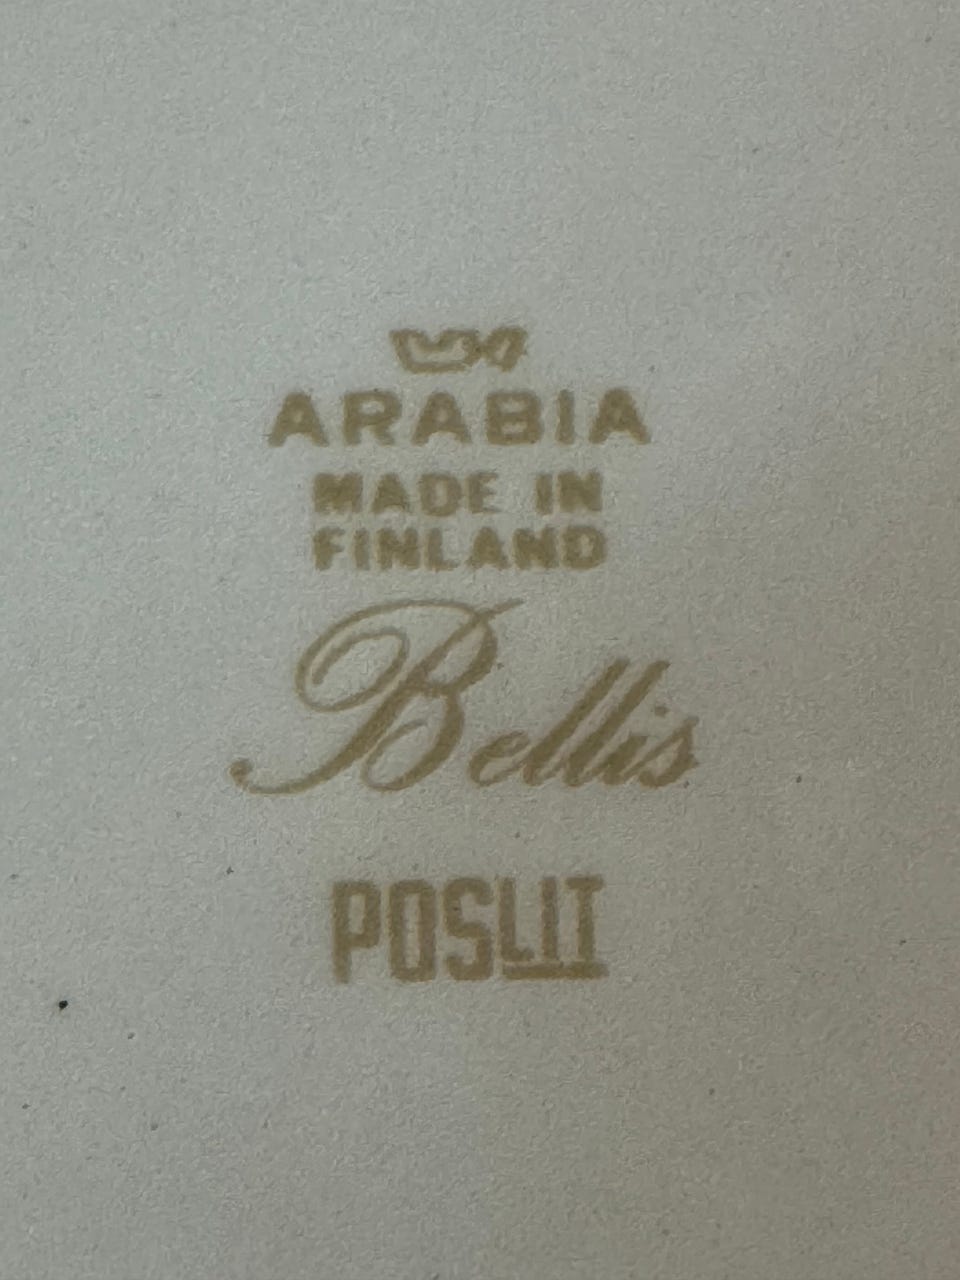 ARABIA
MADE IN
FINLAND
Bellis
POSLIT